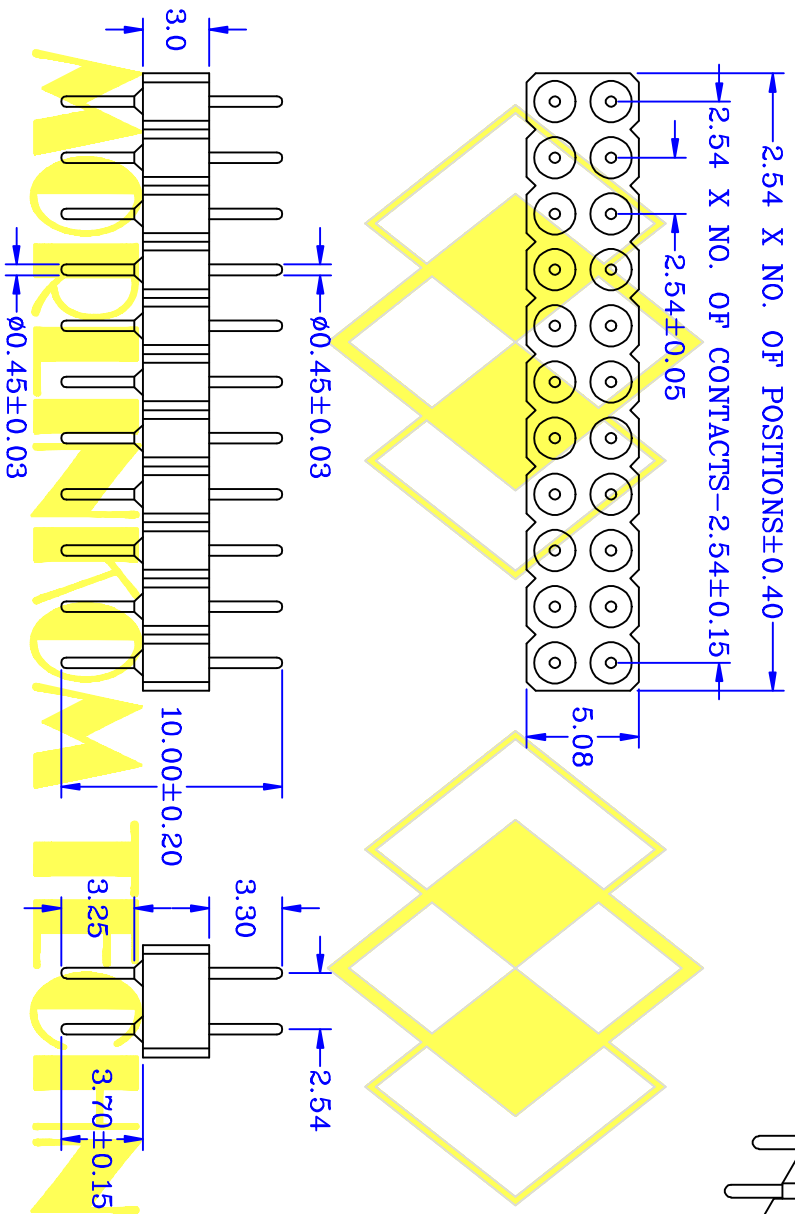 2.54 X NO. OF POSITIONS±0.40
2.54 X NO. OF CONTACTS-2.54±0.15
2.54±0.05
5.08
3.0
ø0.45±0.03
ø0.45±0.03
10.00±0.20
3.30
3.25
2.54
3.70±0.15
MORLNKOM TECHN